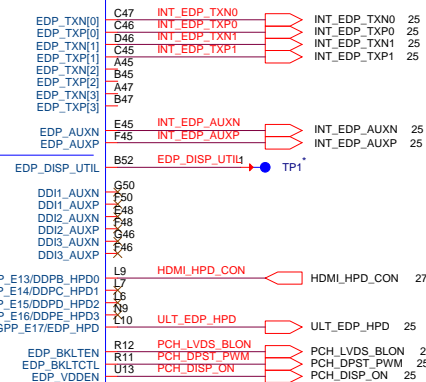 EDP_TXN[0] C47 INT_EDP_TXN0 INT_EDP_TXN0 25
EDP_TXP[0] C46 INT_EDP_TXP0 INT_EDP_TXP0 25
EDP_TXN[1] D46 INT_EDP_TXN1 INT_EDP_TXN1 25
EDP_TXP[1] C45 INT_EDP_TXP1 INT_EDP_TXP1 25
EDP_TXN[2] A45
EDP_TXP[2] B45
EDP_TXN[3] A47
EDP_TXP[3] B47
EDP_AUXN E45 INT_EDP_AUXN INT_EDP_AUXN 25
EDP_AUXP F45 INT_EDP_AUXP INT_EDP_AUXP 25
EDP_DISP_UTIL B52 EDP_DISP_UTIL 1 TP1*
DDI1_AUXN G50
DDI1_AUXP F50
DDI2_AUXN E48
DDI2_AUXP F48
DDI3_AUXN G46
DDI3_AUXP F46
P_E13/DDPB_HPD0 L9 HDMI_HPD_CON HDMI_HPD_CON 27
P_E14/DDPC_HPD1 L7
P_E15/DDPD_HPD2 L6
P_E16/DDPE_HPD3 N9
GPP_E17/EDP_HPD L10 ULT_EDP_HPD ULT_EDP_HPD 25
EDP_BKLTEN R12 PCH_LVDS_BLON PCH_LVDS_BLON 2
EDP_BKLTCTL R11 PCH_DPST_PWM PCH_DPST_PWM 25
EDP_VDDEN U13 PCH_DISP_ON PCH_DISP_ON 25